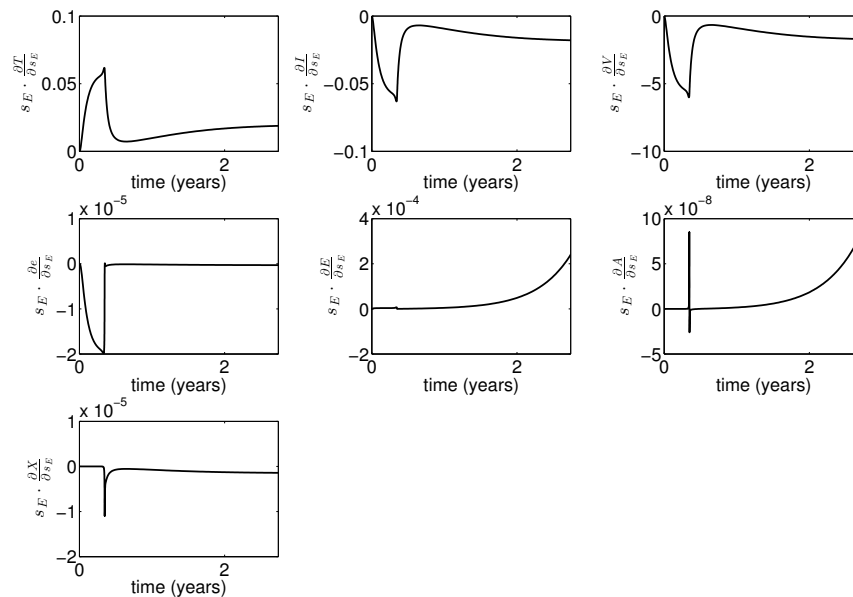 0.1
0.05
0
0
2
time (years)
s_E · ∂T/∂s_E
0
−0.05
−0.1
0
2
time (years)
s_E · ∂I/∂s_E
0
−5
−10
0
2
time (years)
s_E · ∂V/∂s_E
x 10⁻⁵
1
0
−1
−2
0
2
time (years)
s_E · ∂e/∂s_E
x 10⁻⁴
4
2
0
−2
0
2
time (years)
s_E · ∂E/∂s_E
x 10⁻⁸
10
5
0
−5
0
2
time (years)
s_E · ∂A/∂s_E
x 10⁻⁵
1
0
−1
−2
0
2
time (years)
s_E · ∂X/∂s_E